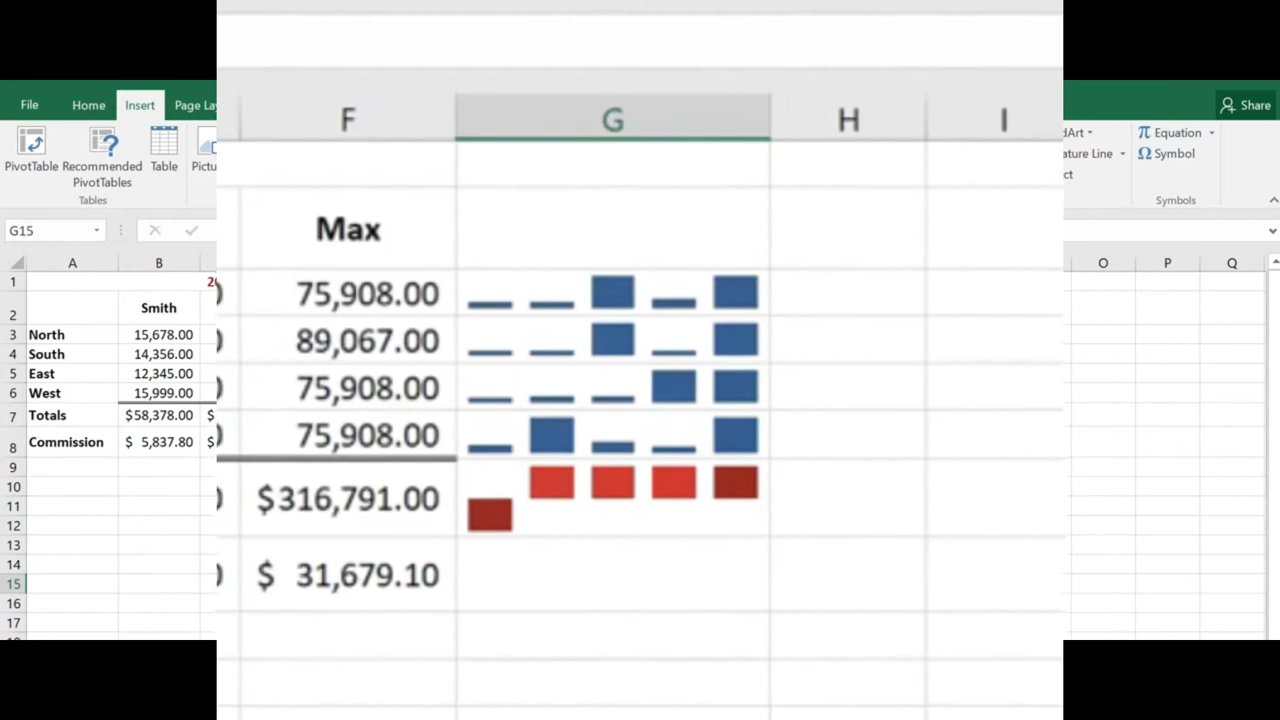 File Home Insert Page La Share
F G H I
PivotTable Recommended PivotTables Table Pictu
Art Equation
ature Line Symbol
ct
Tables Symbols
G15
A B O P Q
1
2 Smith Max
3 North 15,678.00 75,908.00
4 South 14,356.00 89,067.00
5 East 12,345.00 75,908.00
6 West 15,999.00 75,908.00
7 Totals $58,378.00 $ $316,791.00
8 Commission $ 5,837.80 $ $ 31,679.10
9
10
11
12
13
14
15
16
17